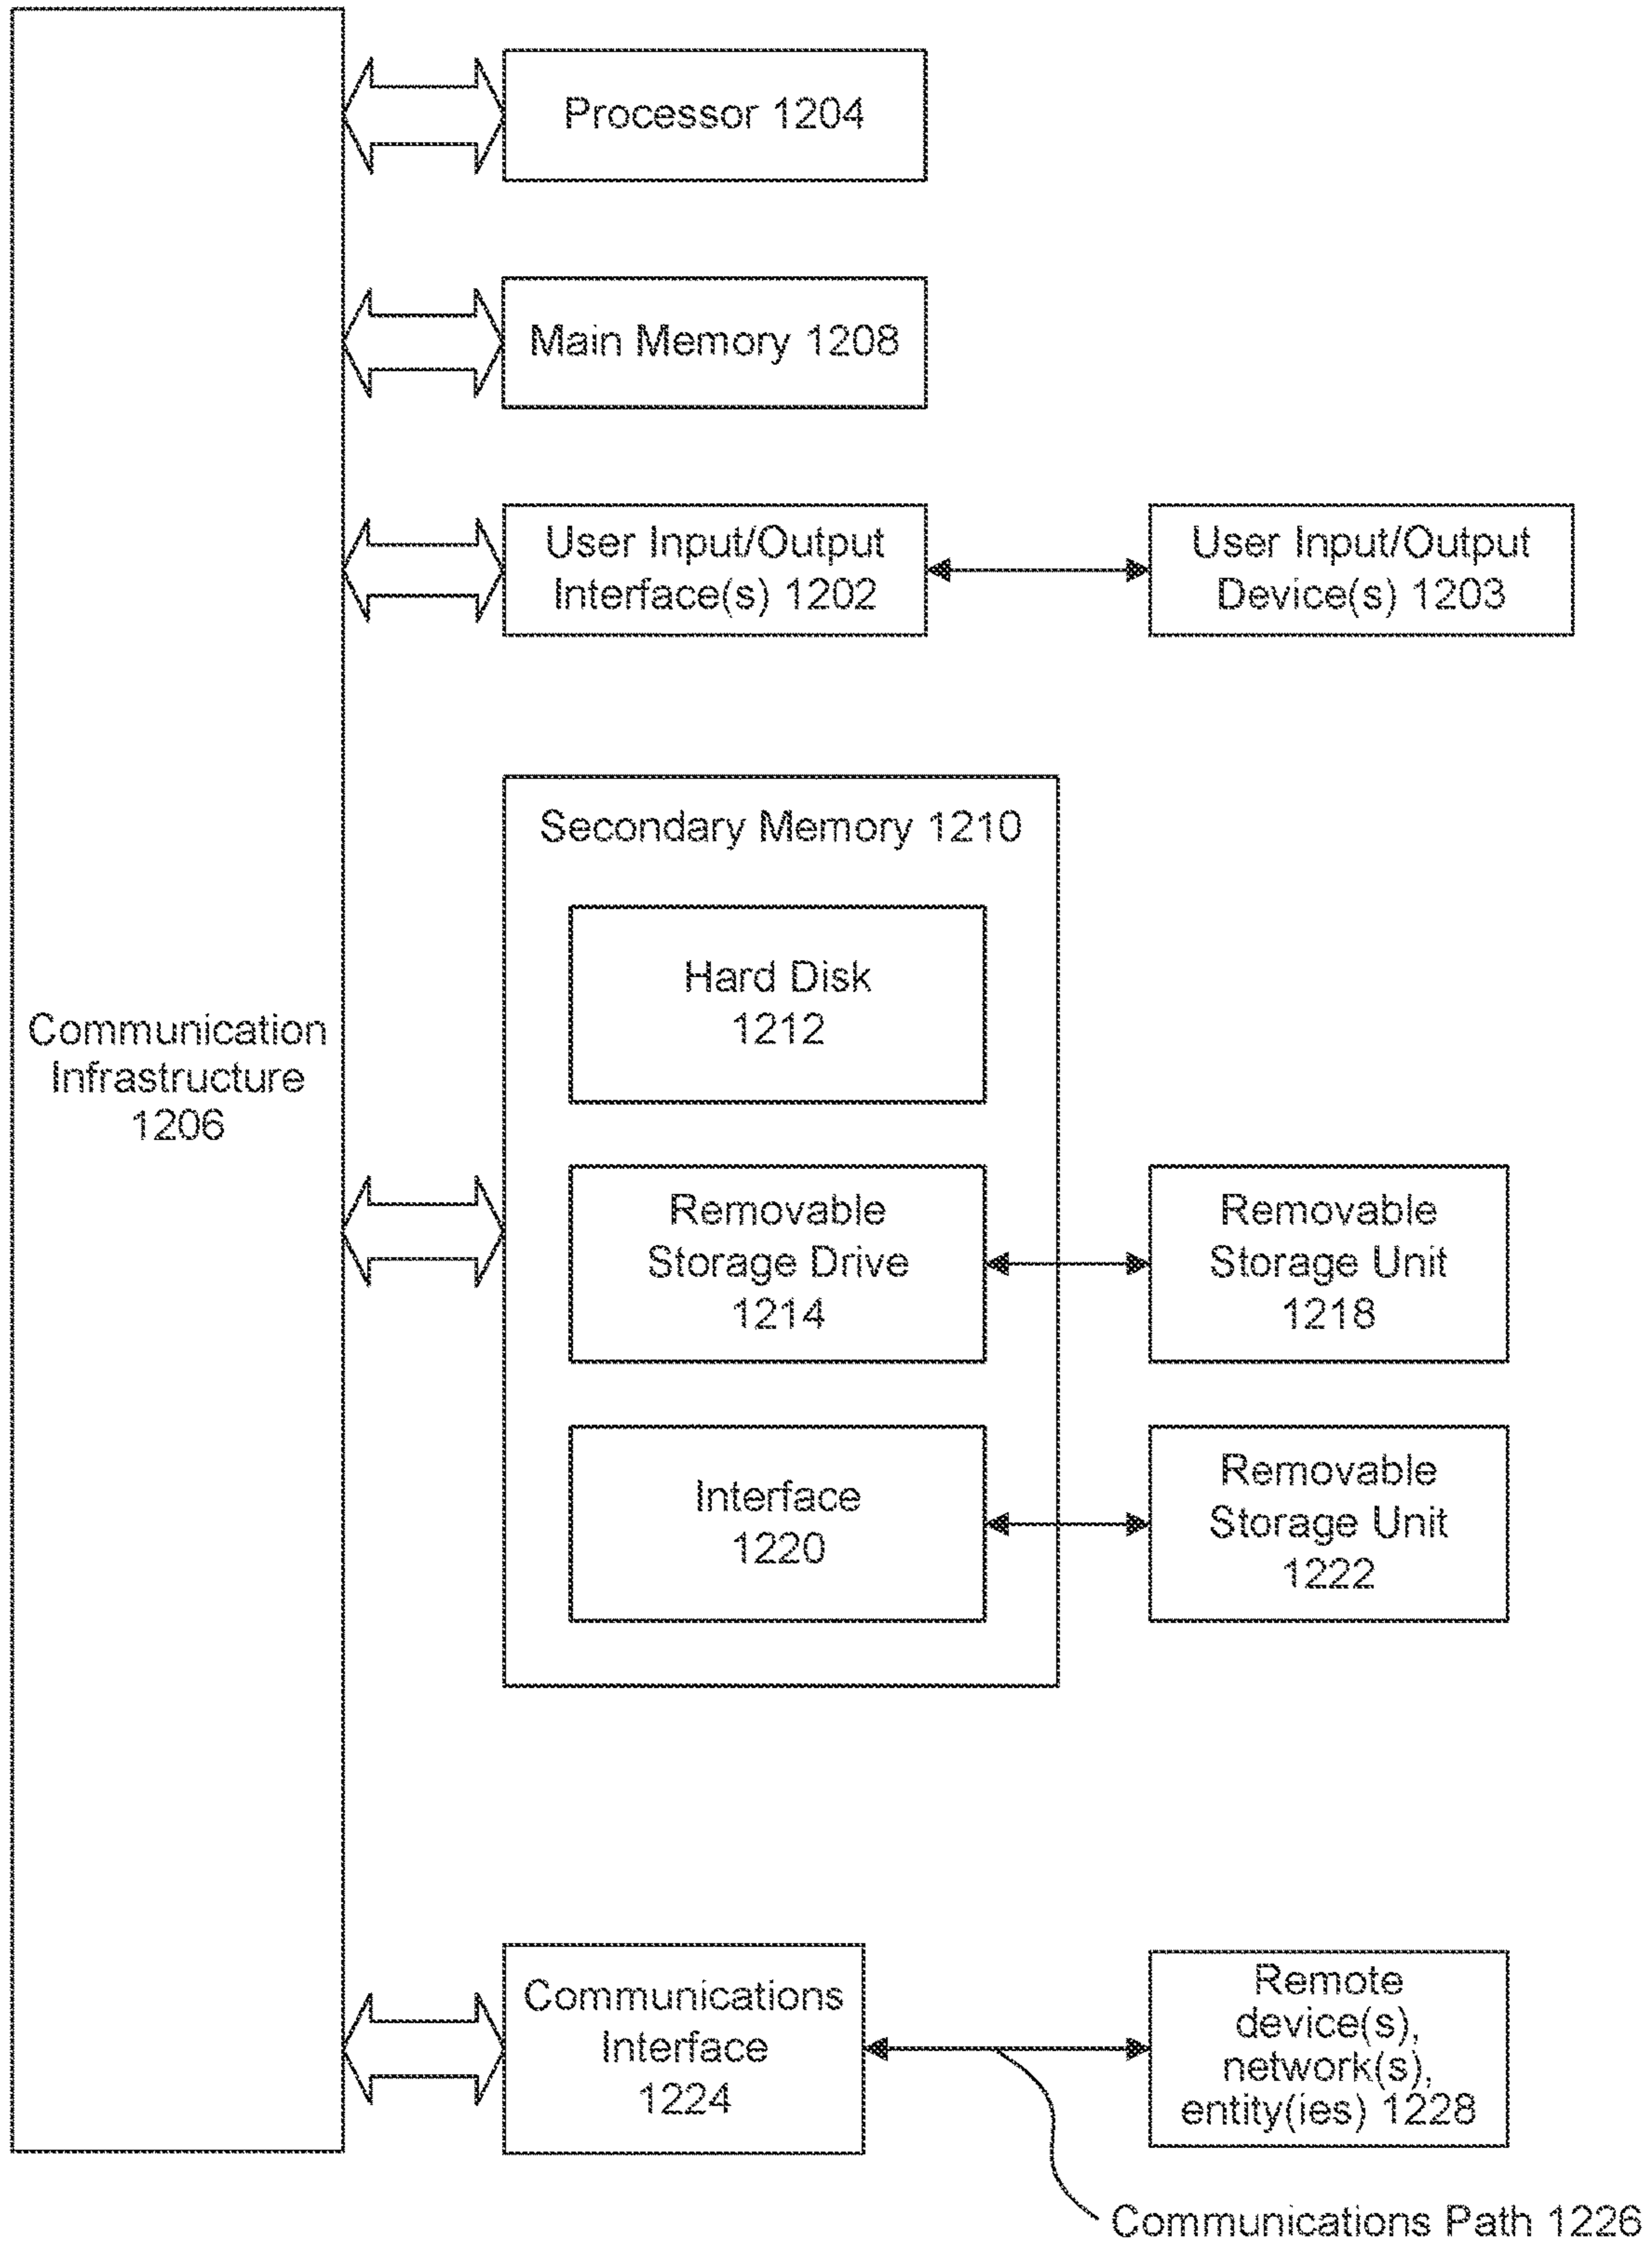 Processor 1204
Main Memory 1208
User Input/Output
Interface(s) 1202
User Input/Output
Device(s) 1203
Secondary Memory 1210
Hard Disk
1212
Communication
Infrastructure
1206
Removable
Storage Drive
1214
Removable
Storage Unit
1218
Interface
1220
Removable
Storage Unit
1222
Communications
Interface
1224
Remote
device(s),
network(s),
entity(ies) 1228
Communications Path 1226